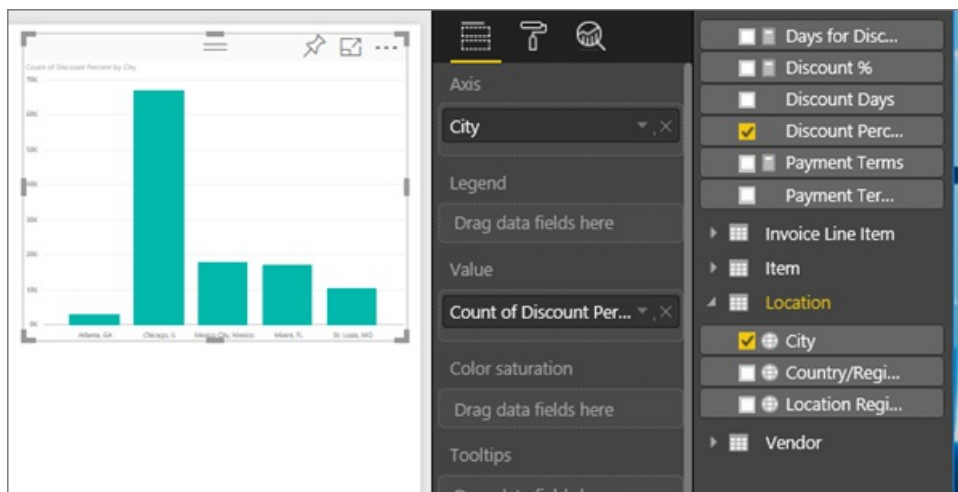 Count of Discount Percent by City
70K
60K
50K
40K
30K
20K
10K
0K
Atlanta, GA
Chicago, IL
Mexico City, Mexico
Miami, FL
St. Louis, MO
Axis
City
Legend
Drag data fields here
Value
Count of Discount Per...
Color saturation
Drag data fields here
Tooltips
Days for Disc...
Discount %
Discount Days
Discount Perc...
Payment Terms
Payment Ter...
Invoice Line Item
Item
Location
City
Country/Regi...
Location Regi...
Vendor